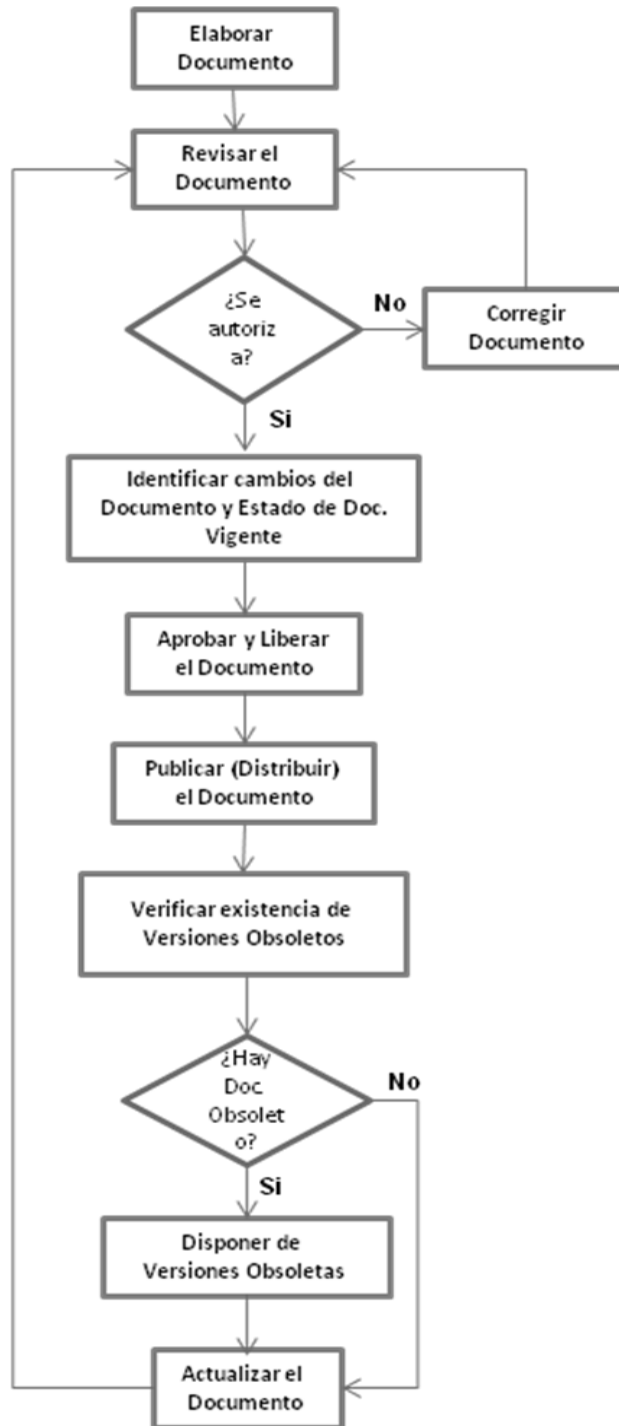 Elaborar
Documento
Revisar el
Documento
¿Se
autoriz
a?
No
Corregir
Documento
Si
Identificar cambios del
Documento y Estado de Doc.
Vigente
Aprobar y Liberar
el Documento
Publicar (Distribuir)
el Documento
Verificar existencia de
Versiones Obsoletos
¿Hay
Doc
Obsolet
o?
No
Si
Disponer de
Versiones Obsoletas
Actualizar el
Documento